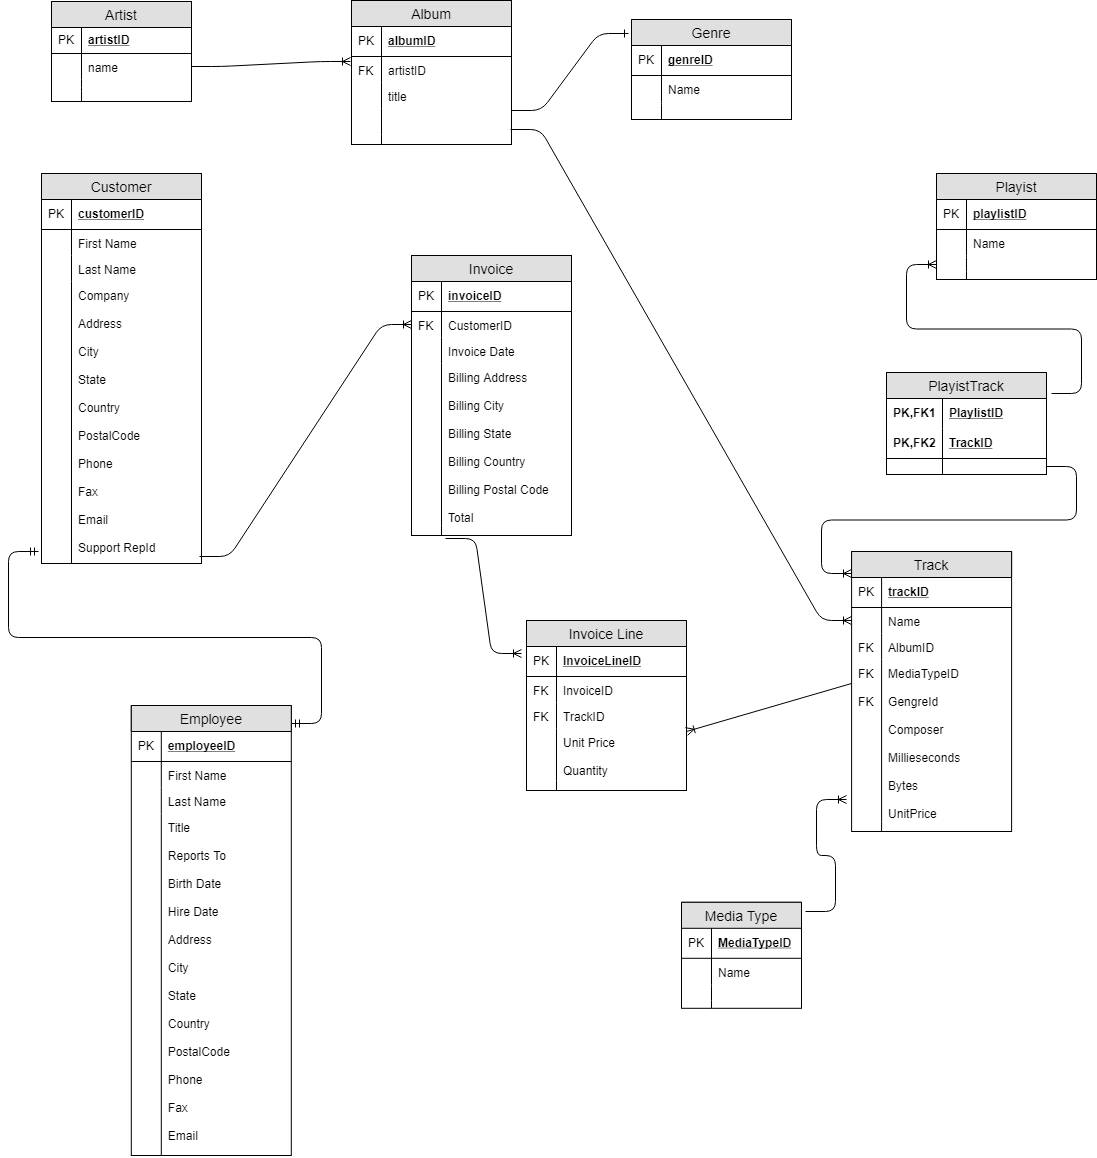 Artist
PK artistID
name
Album
PK albumID
FK artistID
title
Genre
PK genreID
Name
Customer
PK customerID
First Name
Last Name
Company
Address
City
State
Country
PostalCode
Phone
Fax
Email
Support RepId
Invoice
PK invoiceID
FK CustomerID
Invoice Date
Billing Address
Billing City
Billing State
Billing Country
Billing Postal Code
Total
Playist
PK playlistID
Name
PlayistTrack
PK,FK1 PlaylistID
PK,FK2 TrackID
Track
PK trackID
Name
FK AlbumID
FK MediaTypeID
FK GengreId
Composer
Millieseconds
Bytes
UnitPrice
Invoice Line
PK InvoiceLineID
FK InvoiceID
FK TrackID
Unit Price
Quantity
Employee
PK employeeID
First Name
Last Name
Title
Reports To
Birth Date
Hire Date
Address
City
State
Country
PostalCode
Phone
Fax
Email
Media Type
PK MediaTypeID
Name